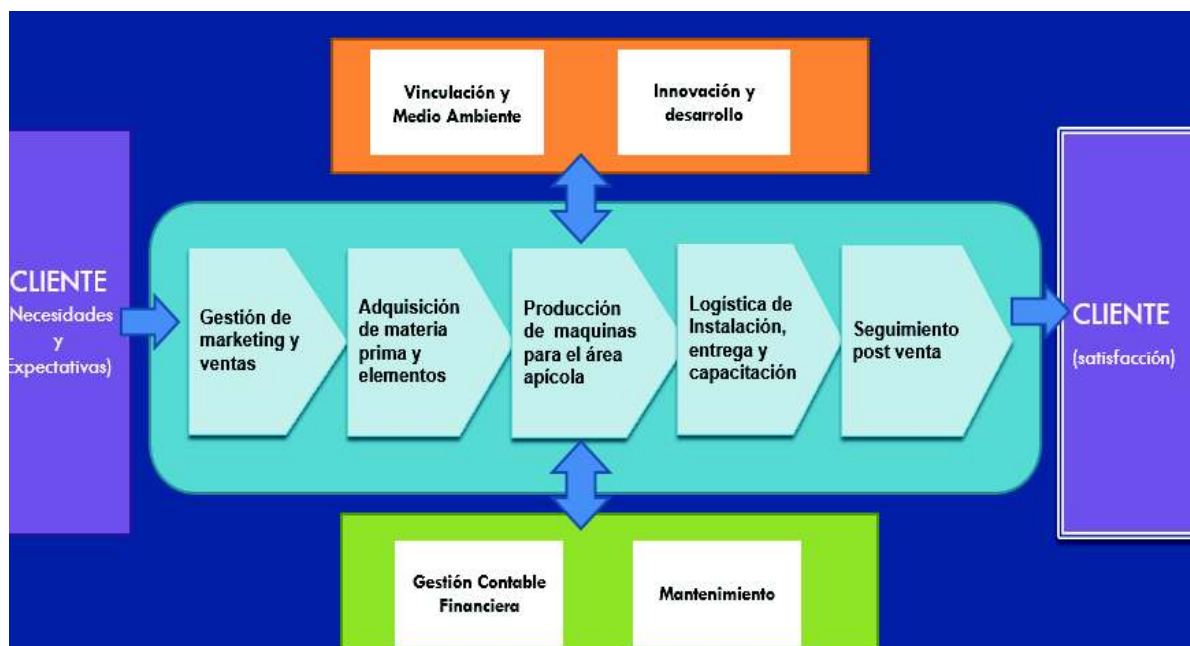 Vinculación y
Medio Ambiente
Innovación y
desarrollo
CLIENTE
(Necesidades
y
Expectativas)
Gestión de
marketing y
ventas
Adquisición
de materia
prima y
elementos
Producción
de maquinas
para el área
apícola
Logística de
Instalación,
entrega y
capacitación
Seguimiento
post venta
CLIENTE
(satisfacción)
Gestión Contable
Financiera
Mantenimiento